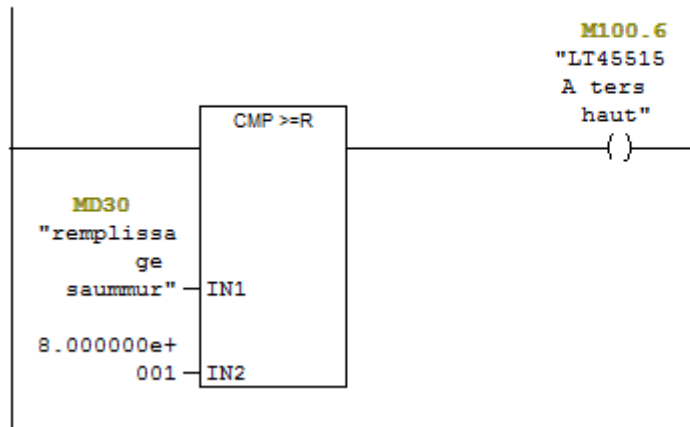 M100.6
"LT45515
A ters
haut"
CMP >=R
MD30
"remplissa
ge
saummur"
IN1
8.000000e+
001
IN2